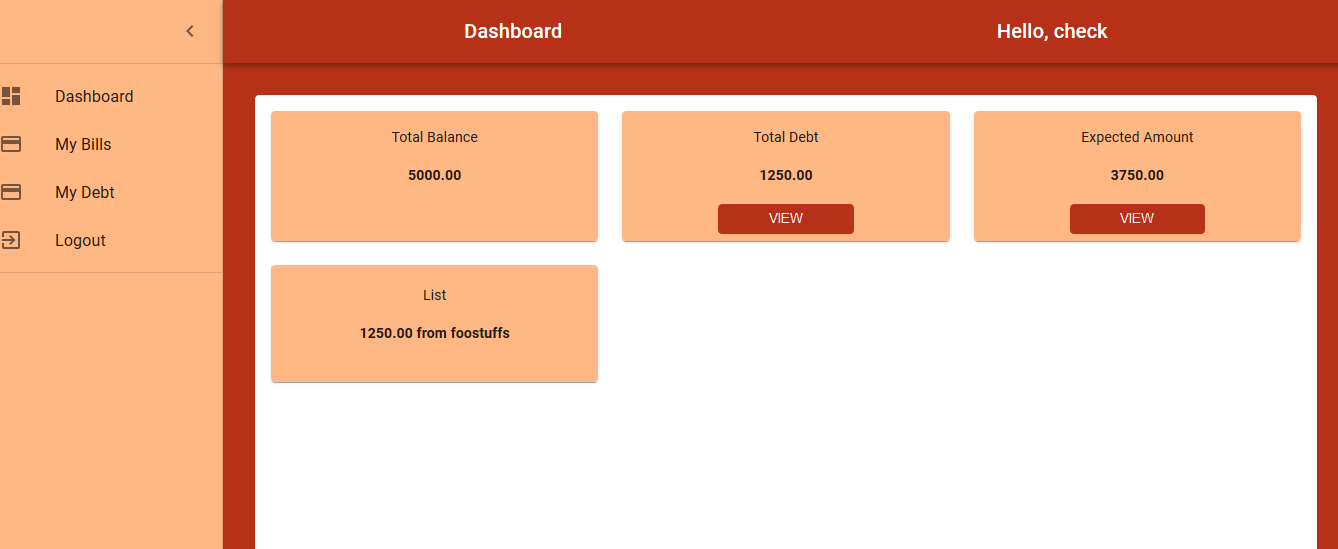 Dashboard
Hello, check
Dashboard
My Bills
My Debt
Logout
Total Balance
5000.00
Total Debt
1250.00
VIEW
Expected Amount
3750.00
VIEW
List
1250.00 from foostuffs